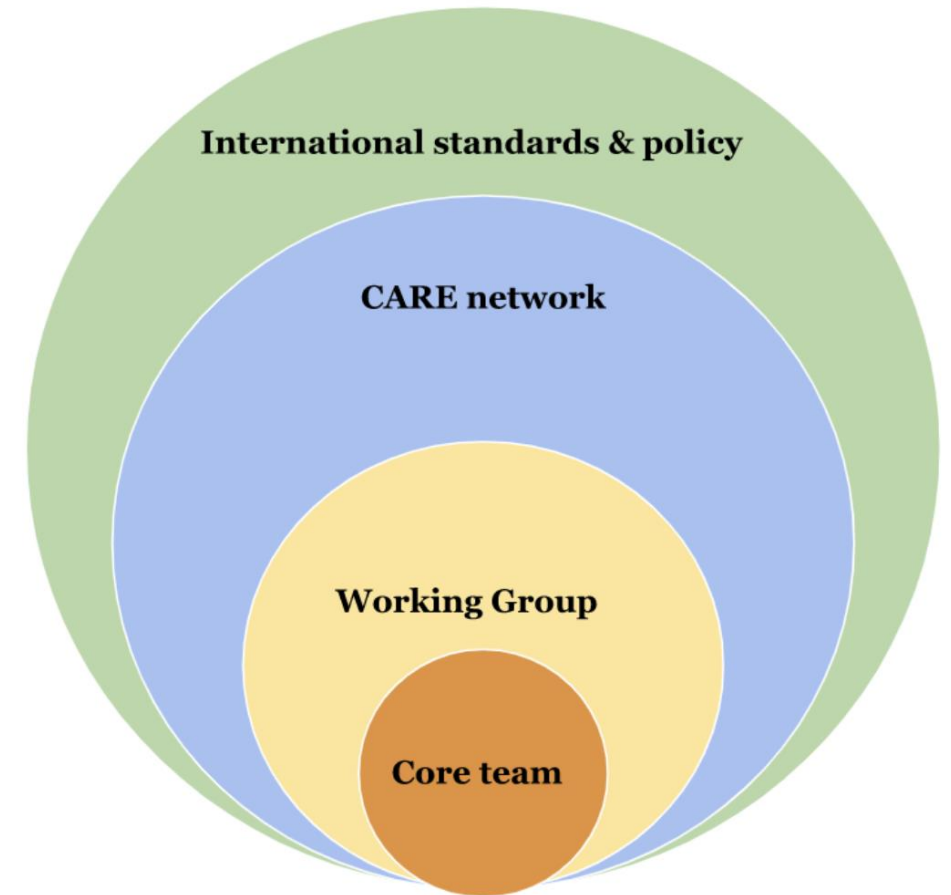 International standards & policy
CARE network
Working Group
Core team